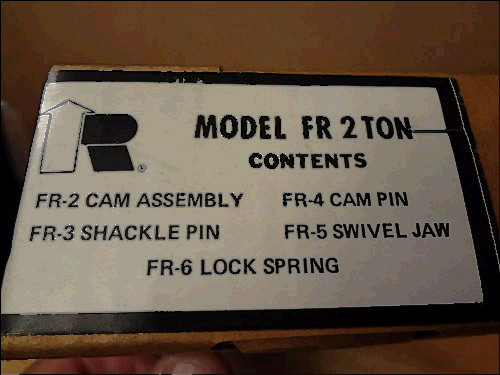 R®
MODEL FR 2 TON
CONTENTS
FR-2 CAM ASSEMBLY FR-4 CAM PIN
FR-3 SHACKLE PIN FR-5 SWIVEL JAW
FR-6 LOCK SPRING